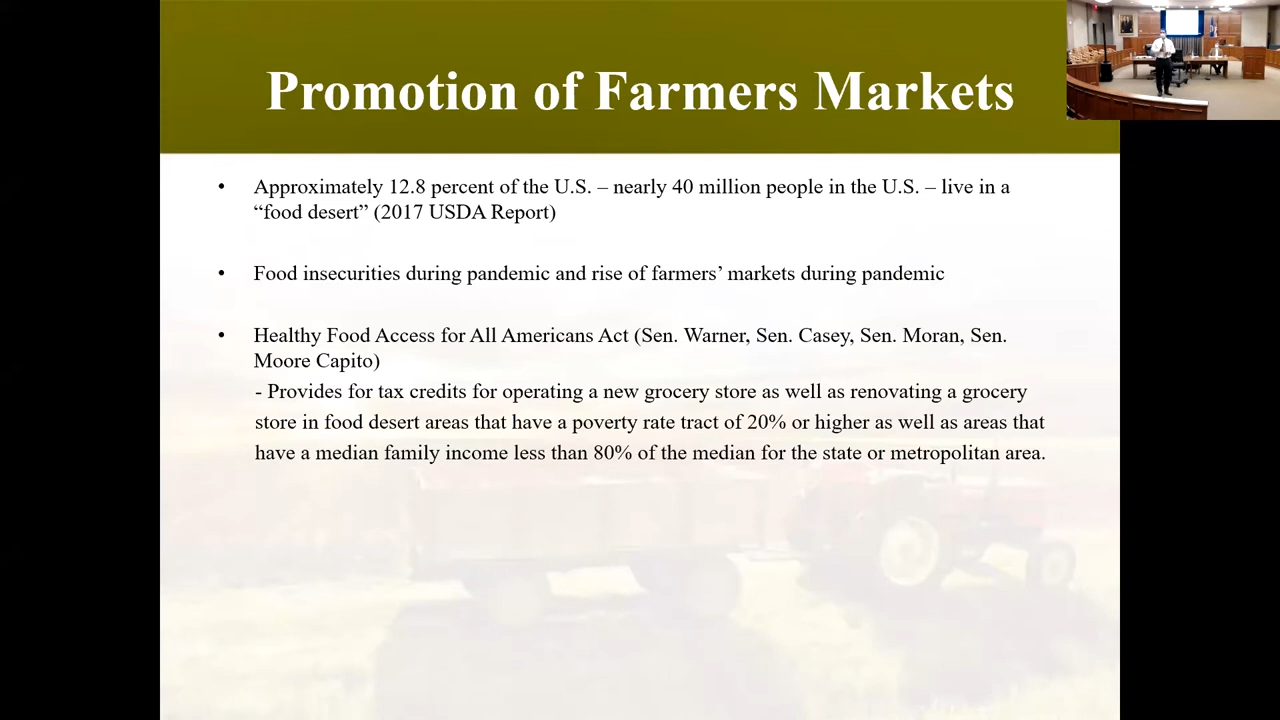 Promotion of Farmers Markets
• Approximately 12.8 percent of the U.S. – nearly 40 million people in the U.S. – live in a
“food desert” (2017 USDA Report)
• Food insecurities during pandemic and rise of farmers’ markets during pandemic
• Healthy Food Access for All Americans Act (Sen. Warner, Sen. Casey, Sen. Moran, Sen.
Moore Capito)
- Provides for tax credits for operating a new grocery store as well as renovating a grocery
store in food desert areas that have a poverty rate tract of 20% or higher as well as areas that
have a median family income less than 80% of the median for the state or metropolitan area.